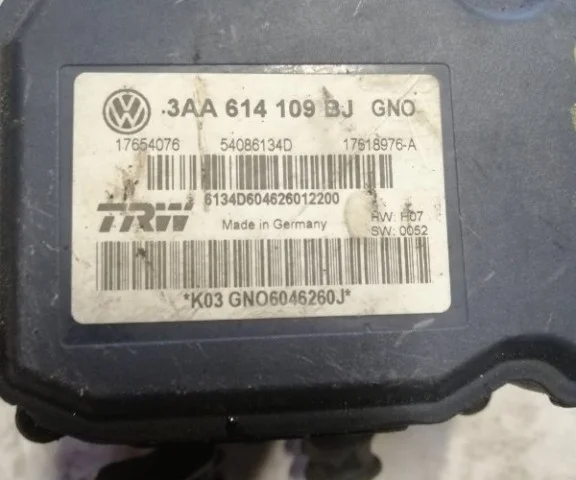 VW 3AA 614 109 BJ GNO
17654076 54086134D 17618976-A
6134D604626012200
TRW Made in Germany HW: H07
SW: 0052
*K03 GNO6046260J*